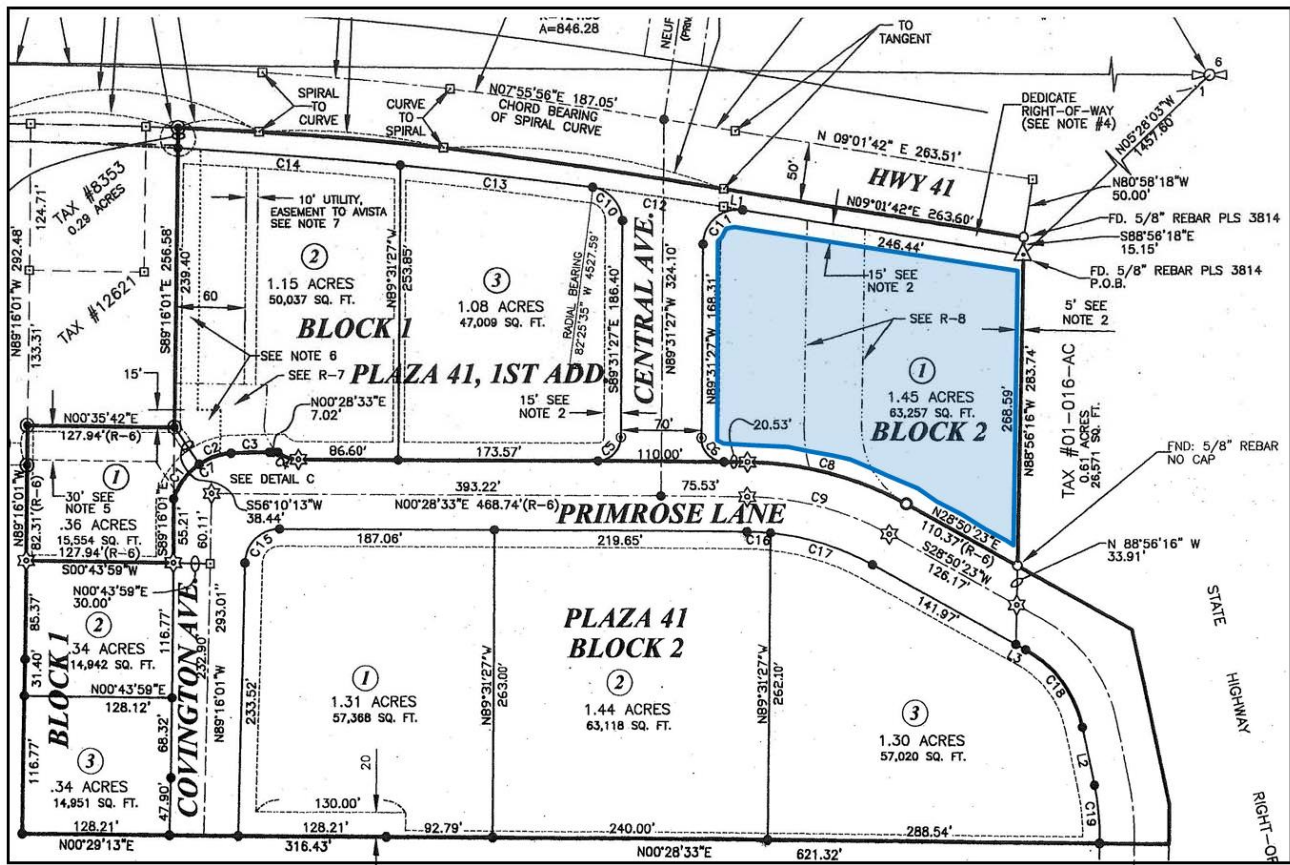 A=846.28
NEUF
TO
TANGENT
6
1
SPIRAL
TO
CURVE
CURVE
TO
SPIRAL
N07°55'56"E 187.05'
CHORD BEARING
OF SPIRAL CURVE
DEDICATE
RIGHT-OF-WAY
(SEE NOTE #4)
N05°28'03"W
1457.60'
N 09°01'42" E 263.51'
50'
HWY 41
N80°58'18"W
50.00'
N09°01'42"E 263.60'
FD. 5/8" REBAR PLS 3814
S88°56'18"E
15.15'
FD. 5/8" REBAR PLS 3814
P.O.B.
124.71'
TAX #8353
0.29 ACRES
N89°16'01"W 292.48'
133.31'
TAX #12621
S89°16'01"E 256.58'
239.40'
60
C14
10' UTILITY,
EASEMENT TO AVISTA
SEE NOTE 7
2
1.15 ACRES
50,037 SQ. FT.
BLOCK 1
N89°31'27"W
253.85'
C13
3
1.08 ACRES
47,009 SQ. FT.
RADIAL BEARING
82°25'35" W 4527.59'
C10
S89°31'27"E 186.40'
C12
CENTRAL AVE.
N89°31'27"W 324.10'
L1
C11
N89°31'27"W 168.31'
246.44'
15' SEE
NOTE 2
SEE R-8
5' SEE
NOTE 2
1
1.45 ACRES
63,257 SQ. FT.
BLOCK 2
N88°56'16"W 283.74'
268.59'
TAX #01-016-AC
0.61 ACRES
26,571 SQ. FT.
PLAZA 41, 1ST ADD.
SEE NOTE 6
SEE R-7
15'
N00°28'33"E
7.02'
15' SEE
NOTE 2
70'
20.53'
FND: 5/8" REBAR
NO CAP
N00°35'42"E
127.94'(R-6)
C1
C2
C3
C7
86.60'
173.57'
C5
110.00'
C6
C8
C9
SEE DETAIL C
S56°10'13"W
38.44'
393.22'
N00°28'33"E 468.74'(R-6)
75.53'
N28°50'23"E
110.37'(R-6)
N89°16'01"W
82.31'(R-6)
1
30' SEE
NOTE 5
.36 ACRES
15,554 SQ. FT.
127.94'(R-6)
S89°16'01"E
55.21'
60.11'
PRIMROSE LANE
S28°50'23"W
126.17'
N 88°56'16" W
33.91'
S00°43'59"W
N00°43'59"E
30.00'
C15
187.06'
219.65'
C16
C17
141.97'
L3
C18
L2
C19
85.37'
31.40'
2
.34 ACRES
14,942 SQ. FT.
116.77'
N00°43'59"E
128.12'
BLOCK 1
3
.34 ACRES
14,951 SQ. FT.
116.77'
68.32'
47.90'
COVINGTON AVE.
232.90'
293.01'
N89°16'01"W
233.52'
1
1.31 ACRES
57,368 SQ. FT.
N89°31'27"W
263.00'
PLAZA 41
BLOCK 2
2
1.44 ACRES
63,118 SQ. FT.
N89°31'27"W
262.10'
3
1.30 ACRES
57,020 SQ. FT.
20
130.00'
128.21'
N00°29'13"E
128.21'
316.43'
92.79'
240.00'
N00°28'33"E
288.54'
621.32'
STATE
HIGHWAY
RIGHT-OF